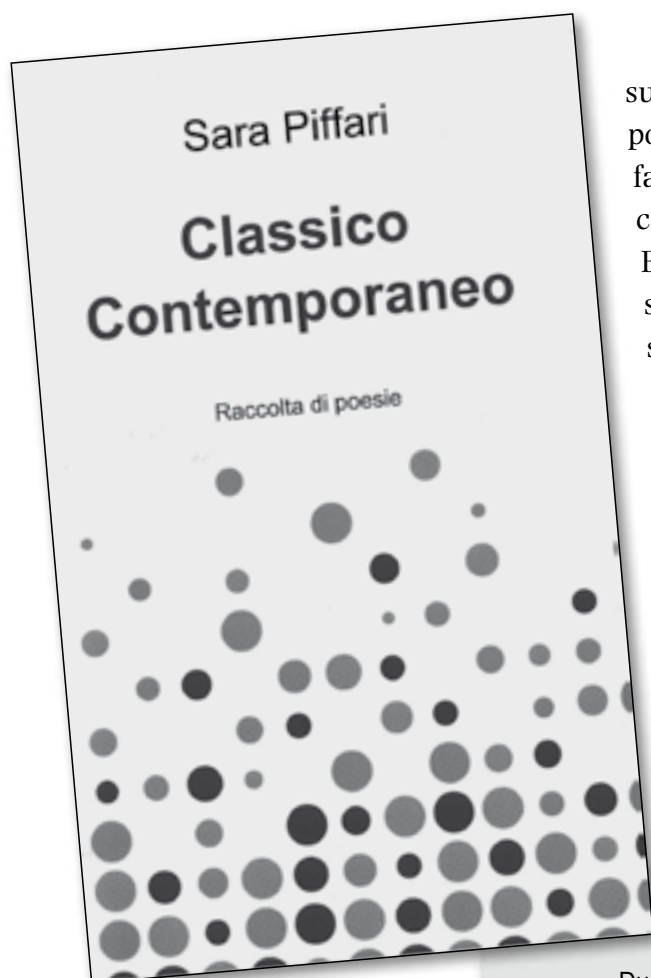 Sara Piffari
Classico
Contemporaneo
Raccolta di poesie